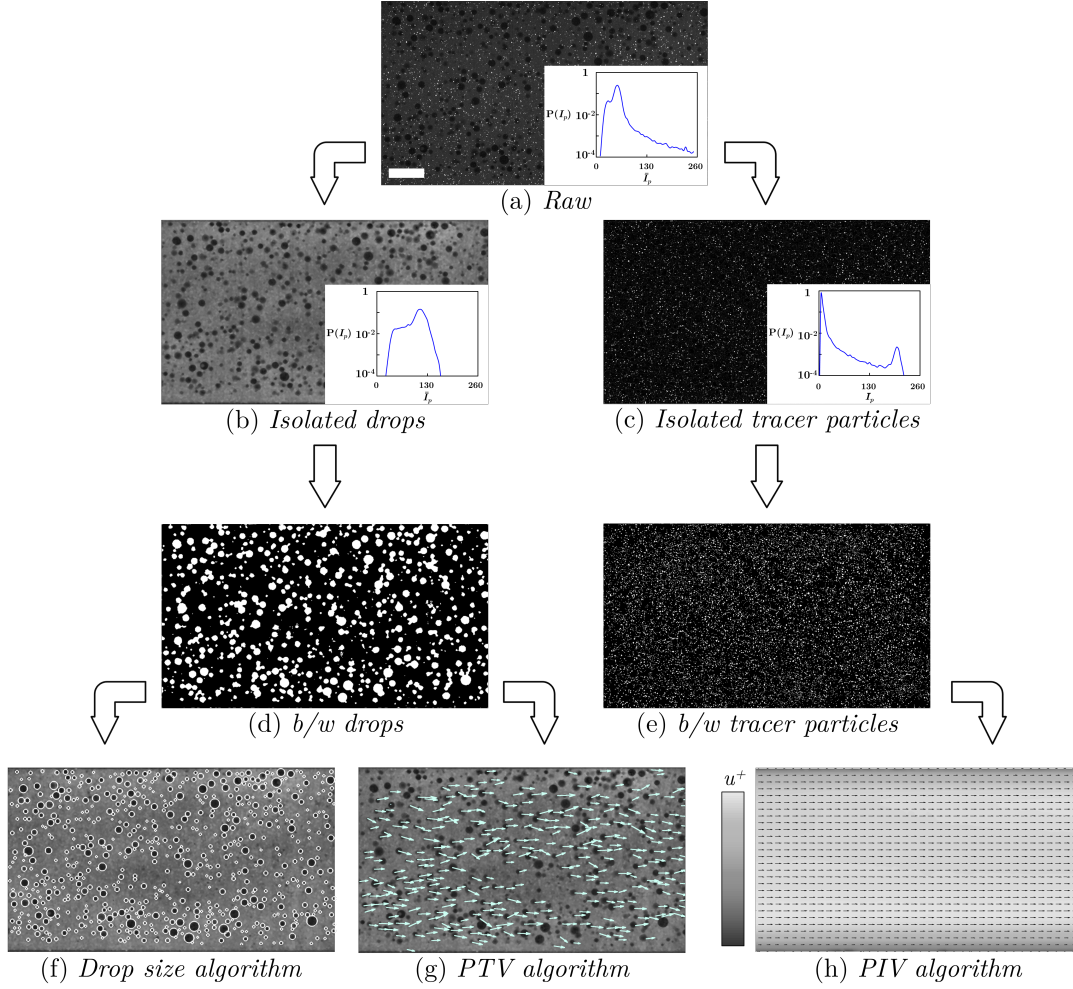 1
P(I_p) 10^-2
10^-4
0 130 260
Ĩ_p
(a) Raw
1
P(I_p) 10^-2
10^-4
0 130 260
Ĩ_p
(b) Isolated drops
1
P(I_p) 10^-2
10^-4
0 130 260
I_p
(c) Isolated tracer particles
(d) b/w drops
(e) b/w tracer particles
u^+
(f) Drop size algorithm
(g) PTV algorithm
(h) PIV algorithm